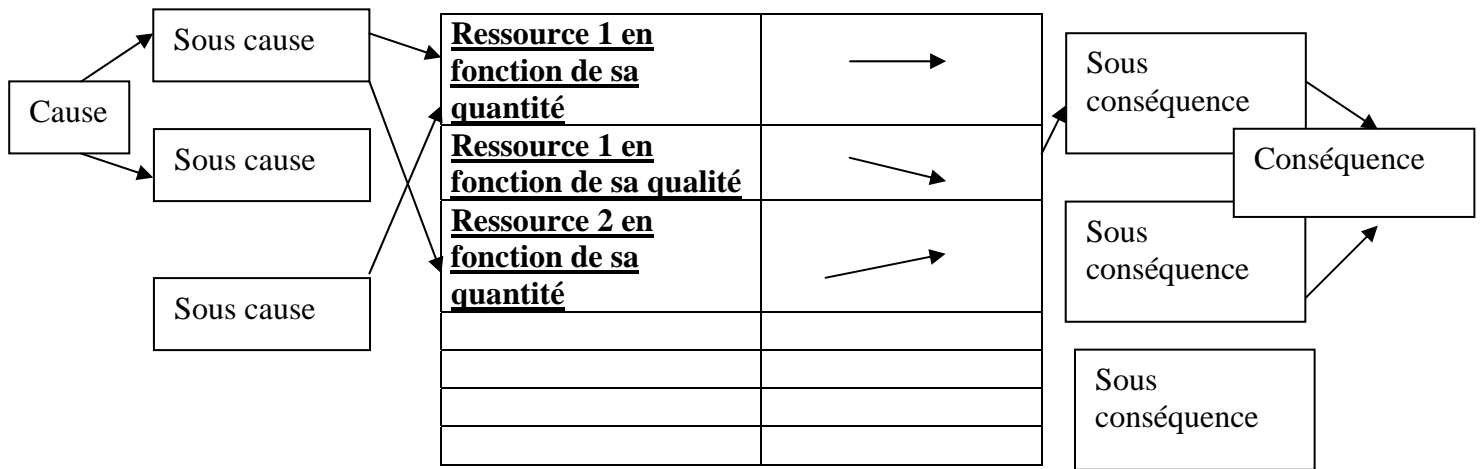 Cause
Sous cause
Sous cause
Sous cause
Ressource 1 en
fonction de sa
quantité
Ressource 1 en
fonction de sa qualité
Ressource 2 en
fonction de sa
quantité
Sous
conséquence
Sous
conséquence
Sous
conséquence
Conséquence